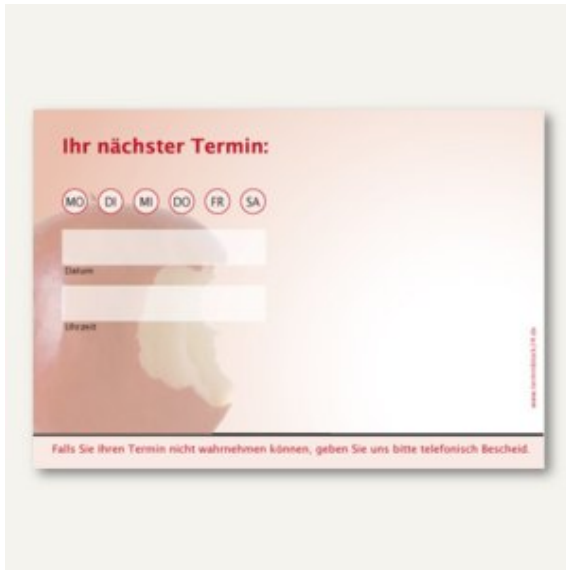 Ihr nächster Termin:
MO DI MI DO FR SA
Datum
Uhrzeit
Falls Sie Ihren Termin nicht wahrnehmen können, geben Sie uns bitte telefonisch Bescheid.